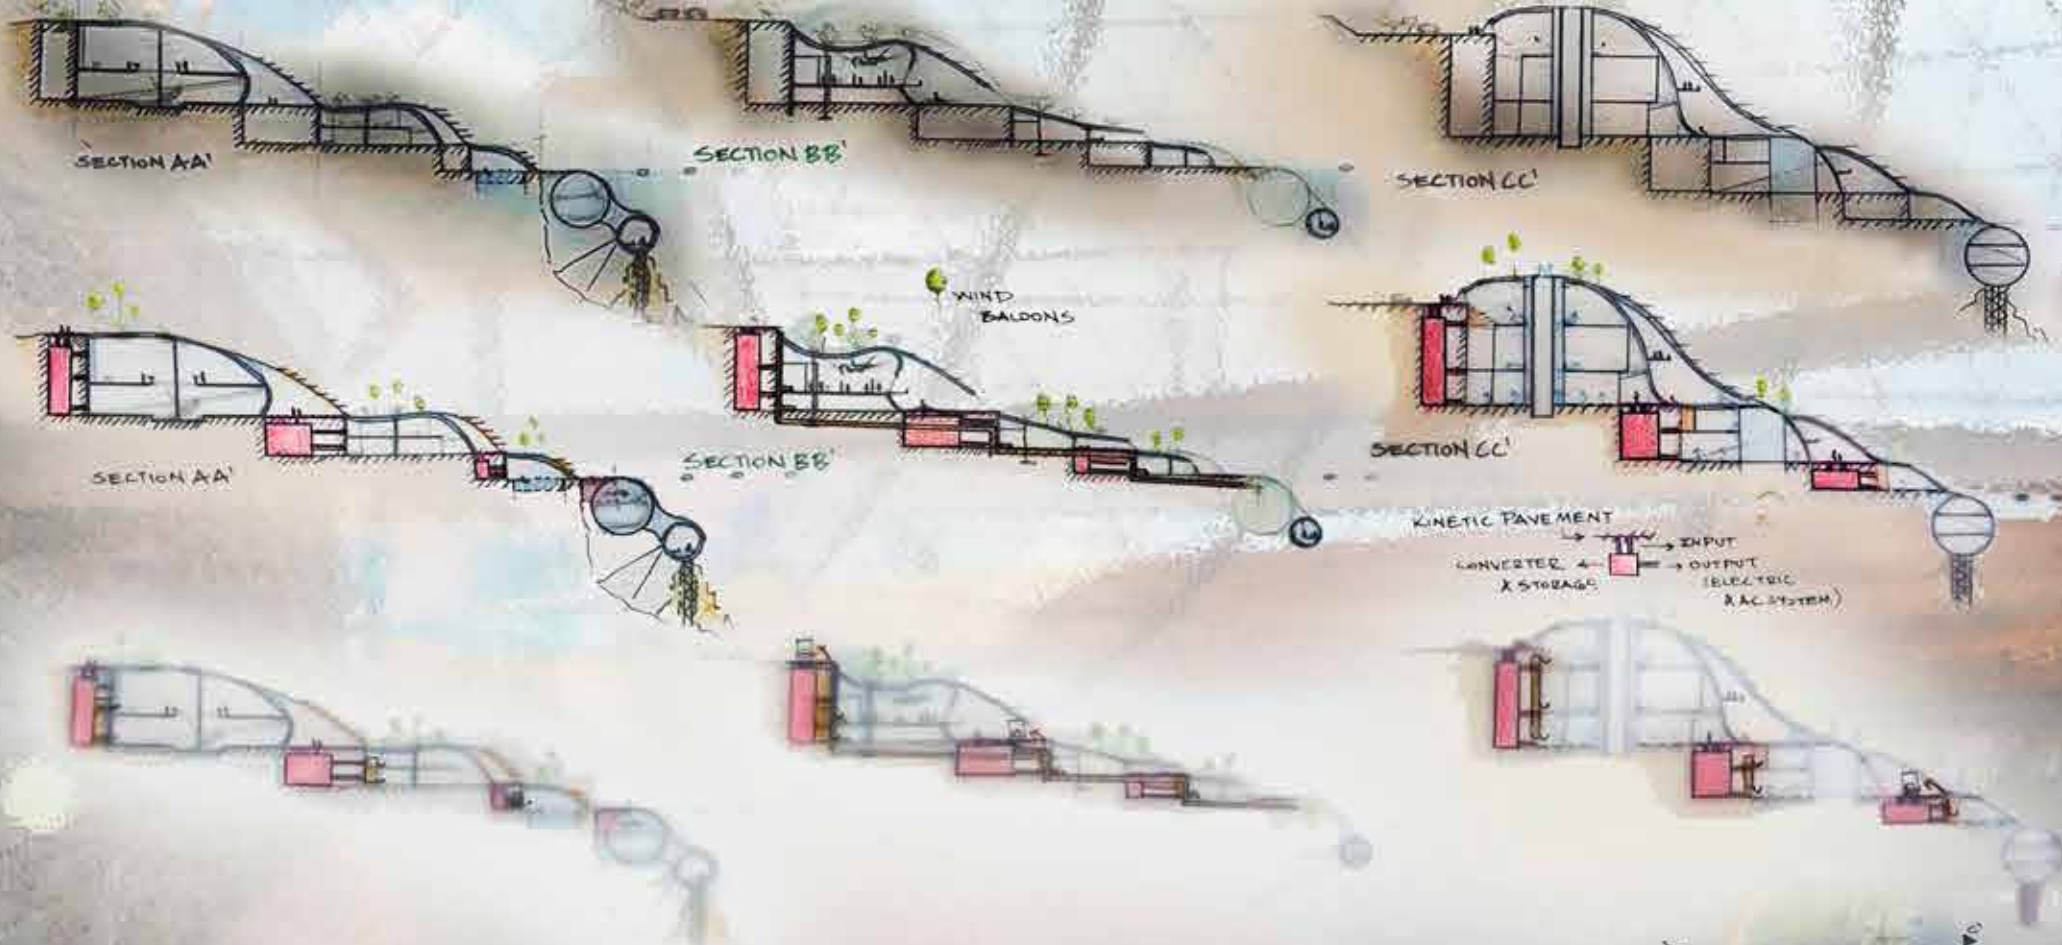 SECTION AA'
SECTION BB'
SECTION CC'
WIND
BALOONS
SECTION AA'
SECTION BB'
SECTION CC'
KINETIC PAVEMENT
INPUT
CONVERTER
& STORAGE
OUTPUT
(ELECTRIC
& AC SYSTEM)